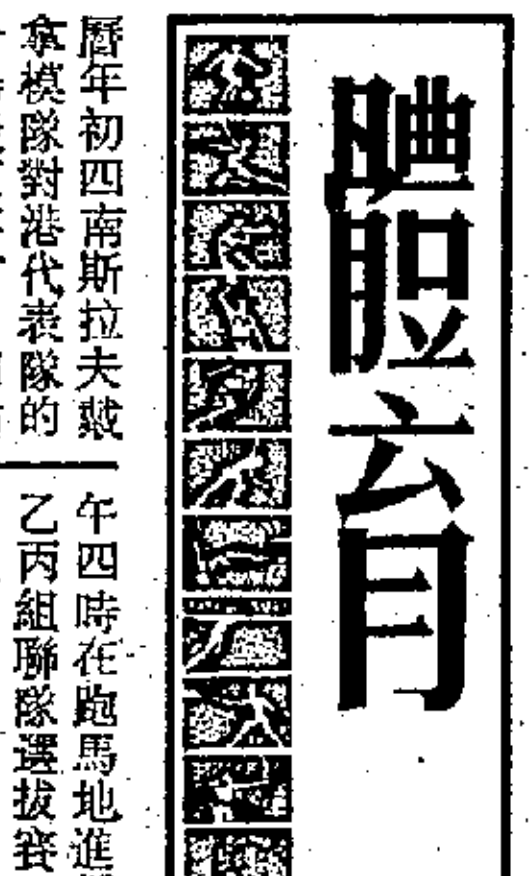 體育
曆年初四南斯拉夫戴
拿模隊對港代表隊的
午四時在跑馬地進
乙丙組聯隊選拔賽